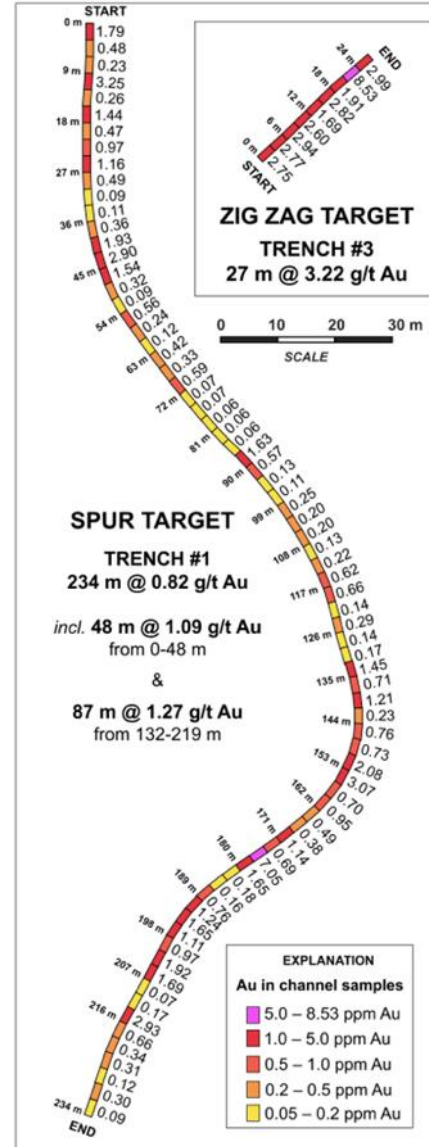 START
0 m
1.79
0.48
0.23
9 m
3.25
0.26
18 m
1.44
0.47
0.97
27 m
1.16
0.49
0.09
0.11
36 m
0.36
1.93
2.90
45 m
1.54
0.32
0.09
54 m
0.56
0.24
0.12
63 m
0.42
0.33
0.59
72 m
0.07
0.07
0.06
81 m
0.06
0.06
1.63
90 m
0.57
0.13
0.11
99 m
0.25
0.20
0.20
108 m
0.13
0.22
0.62
117 m
0.66
0.14
0.29
126 m
0.14
0.17
1.45
135 m
0.71
1.21
144 m
0.23
0.76
0.73
153 m
2.08
3.07
0.70
162 m
0.95
0.49
0.38
171 m
1.14
0.69
7.05
180 m
1.65
0.18
0.16
189 m
0.76
1.24
1.65
198 m
1.11
0.97
1.92
207 m
1.69
0.07
0.17
216 m
2.93
0.66
0.34
0.31
0.12
0.30
234 m
0.09
END
END
24 m
2.99
8.53
18 m
1.91
2.82
12 m
1.69
2.60
6 m
2.94
2.77
0 m
2.75
START
ZIG ZAG TARGET
TRENCH #3
27 m @ 3.22 g/t Au
0 10 20 30 m
SCALE
SPUR TARGET
TRENCH #1
234 m @ 0.82 g/t Au
incl. 48 m @ 1.09 g/t Au
from 0-48 m
&
87 m @ 1.27 g/t Au
from 132-219 m
EXPLANATION
Au in channel samples
5.0 – 8.53 ppm Au
1.0 – 5.0 ppm Au
0.5 – 1.0 ppm Au
0.2 – 0.5 ppm Au
0.05 – 0.2 ppm Au